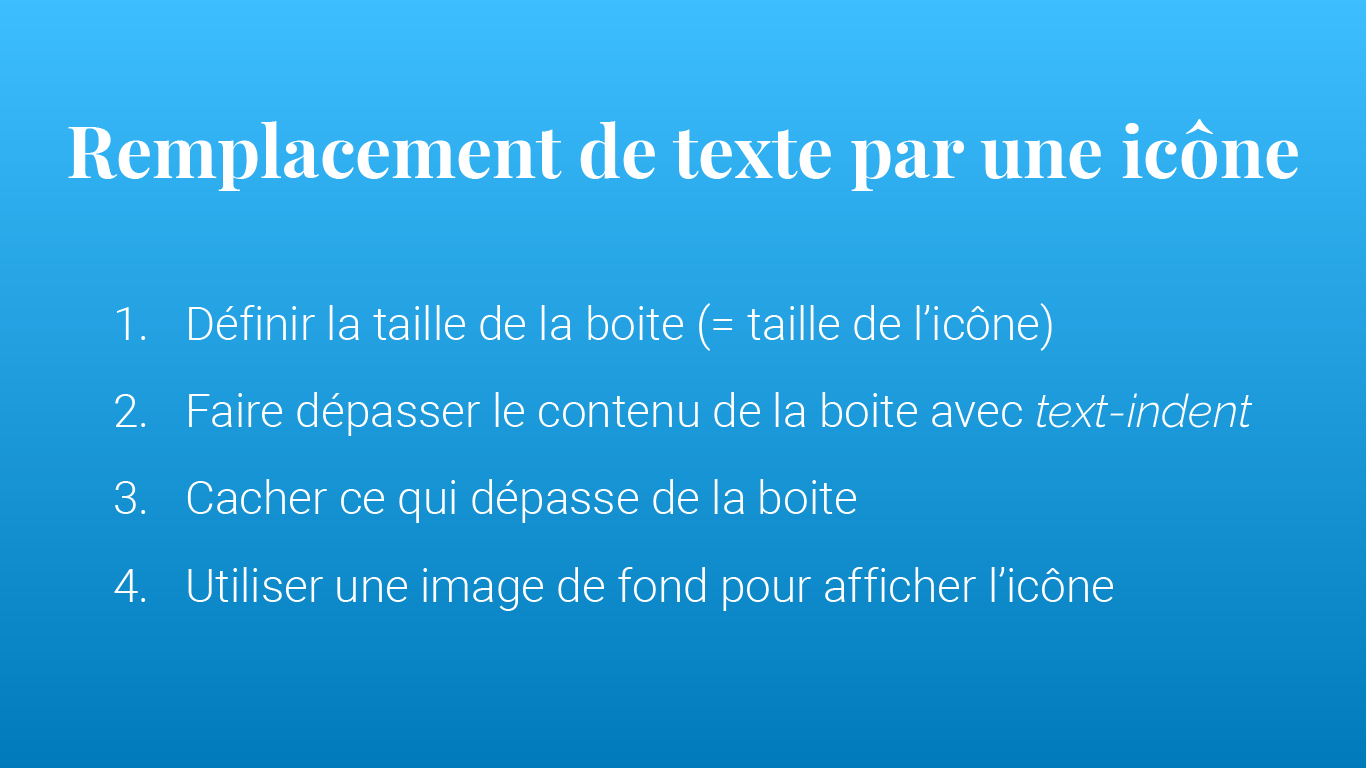 Remplacement de texte par une icône
1. Définir la taille de la boite (= taille de l’icône)
2. Faire dépasser le contenu de la boite avec text-indent
3. Cacher ce qui dépasse de la boite
4. Utiliser une image de fond pour afficher l’icône